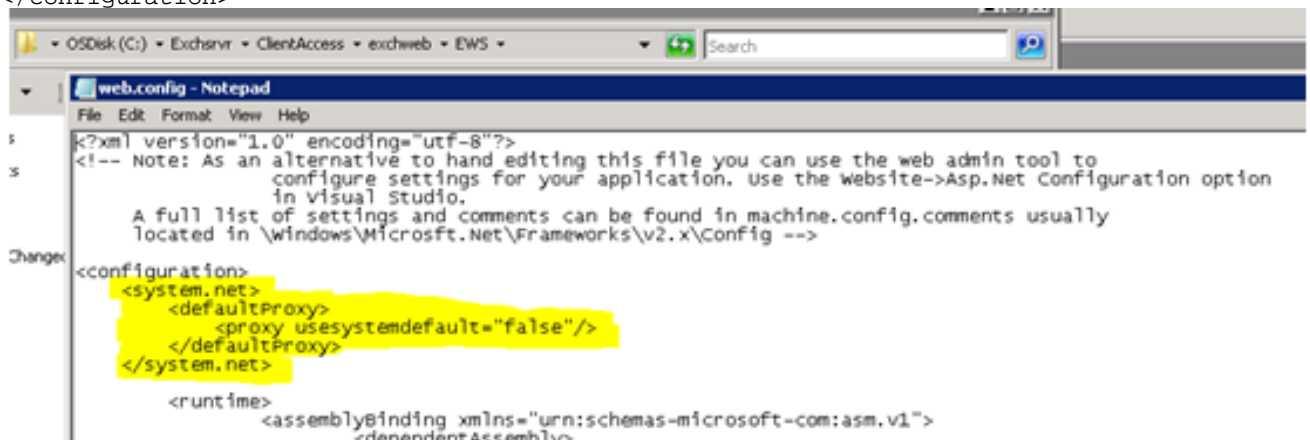 </configuration>
OSDisk (C:) ▾ Exchsrvr ▾ ClientAccess ▾ exchweb ▾ EWS ▾
Search
web.config - Notepad
File Edit Format View Help
<?xml version="1.0" encoding="utf-8"?>
<!-- Note: As an alternative to hand editing this file you can use the web admin tool to
configure settings for your application. Use the Website->Asp.Net Configuration option
in Visual Studio.
A full list of settings and comments can be found in machine.config.comments usually
located in \Windows\Microsft.Net\Frameworks\v2.x\Config -->
Changed
<configuration>
<system.net>
<defaultProxy>
<proxy usesystemdefault="false"/>
</defaultProxy>
</system.net>
<runtime>
<assemblyBinding xmlns="urn:schemas-microsoft-com:asm.v1">
<dependentAssembly>